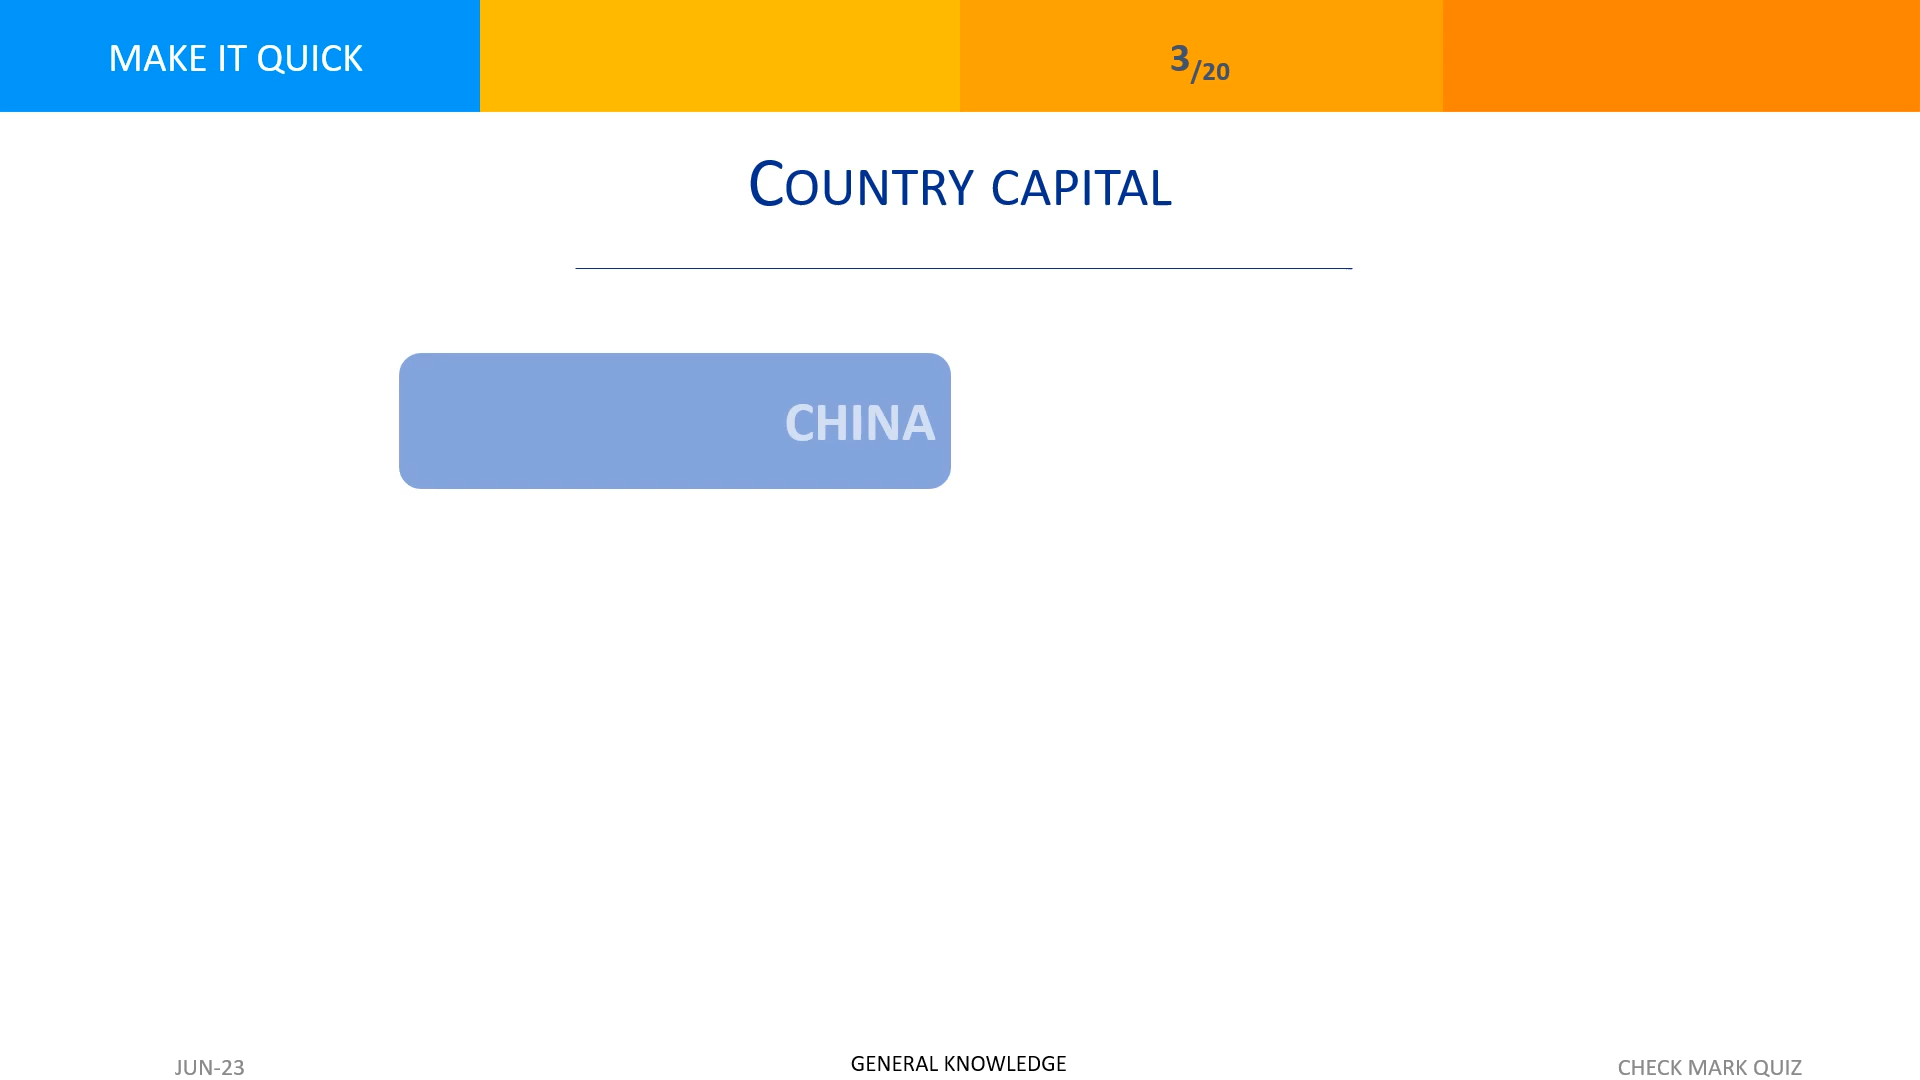 MAKE IT QUICK
3/20
COUNTRY CAPITAL
CHINA
JUN-23
GENERAL KNOWLEDGE
CHECK MARK QUIZ